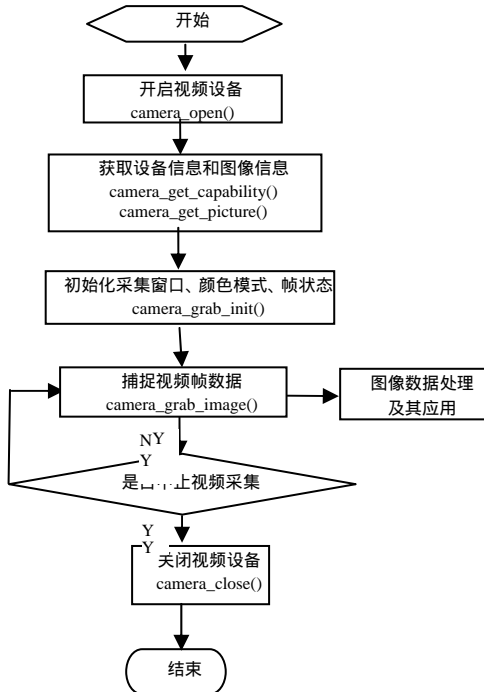 开始
开启视频设备
camera_open()
获取设备信息和图像信息
camera_get_capability()
camera_get_picture()
初始化采集窗口、颜色模式、帧状态
camera_grab_init()
捕捉视频帧数据
camera_grab_image()
图像数据处理
及其应用
NY
Y
止视频采集
Y
Y
关闭视频设备
camera_close()
结束